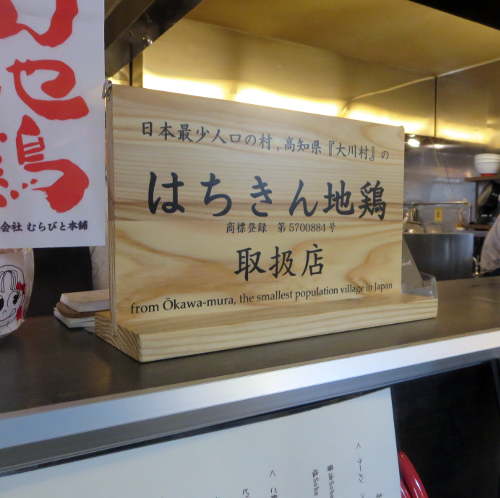 地鶏
会社 むらびと本舗
日本最少人口の村、高知県『大川村』の
はちきん地鶏
商標登録 第5700884号
取扱店
from Ōkawa-mura, the smallest population village in Japan